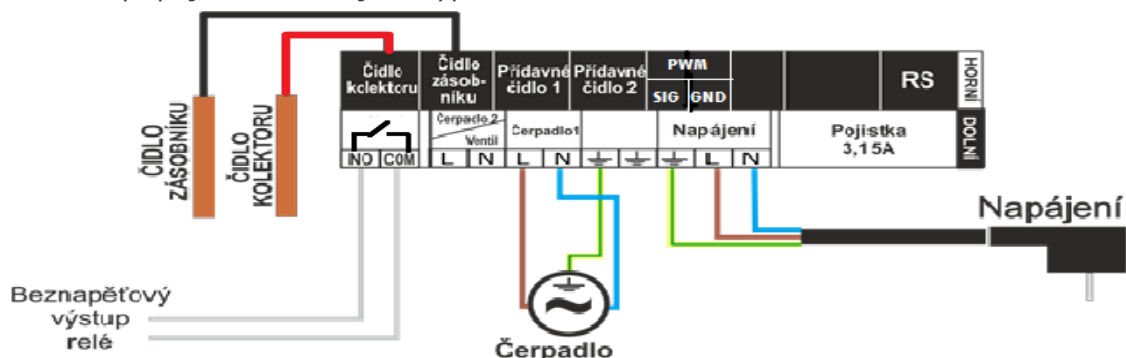 Čidlo
kolektoru
Čidlo
zásob-
níku
Přídavné
čidlo 1
Přídavné
čidlo 2
PWM
SIG GND
RS
HORNÍ
Čerpadlo 2
Ventil
Čerpadlo1
Napájení
Pojistka
3,15A
DOLNÍ
NO COM
L N L N
L N
ČIDLO
ZÁSOBNÍKU
ČIDLO
KOLEKTORU
Napájení
Beznapěťový
výstup
relé
Čerpadlo